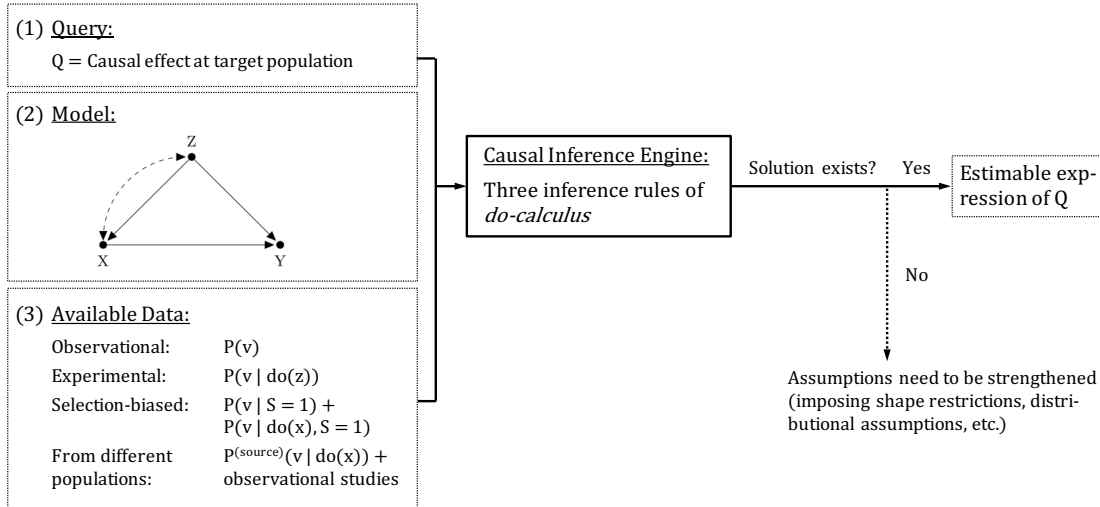 (1) Query:
Q = Causal effect at target population
(2) Model:
Z
X
Y
(3) Available Data:
Observational: P(v)
Experimental: P(v | do(z))
Selection-biased: P(v | S = 1) +
P(v | do(x), S = 1)
From different P(source)(v | do(x)) +
populations: observational studies
Causal Inference Engine:
Three inference rules of
do-calculus
Solution exists? Yes
No
Estimable exp-
ression of Q
Assumptions need to be strengthened
(imposing shape restrictions, distri-
butional assumptions, etc.)